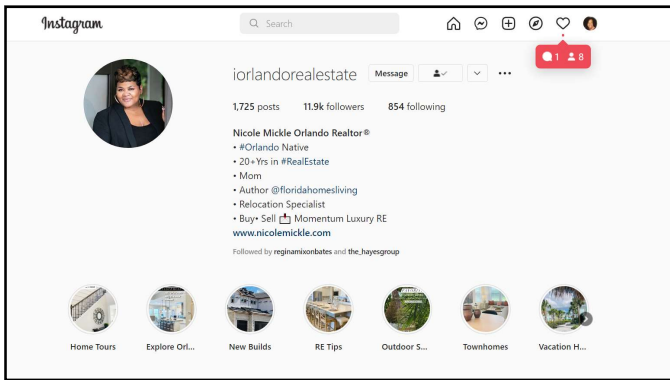 Instagram
Search
1 8
iorlandorealestate Message
1,725 posts 11.9k followers 854 following
Nicole Mickle Orlando Realtor®
• #Orlando Native
• 20+Yrs in #RealEstate
• Mom
• Author @floridahomesliving
• Relocation Specialist
• Buy• Sell 📩 Momentum Luxury RE
www.nicolemickle.com
Followed by reginamixonbates and the_hayesgroup
Home Tours Explore Orl... New Builds RE Tips Outdoor S... Townhomes Vacation H...